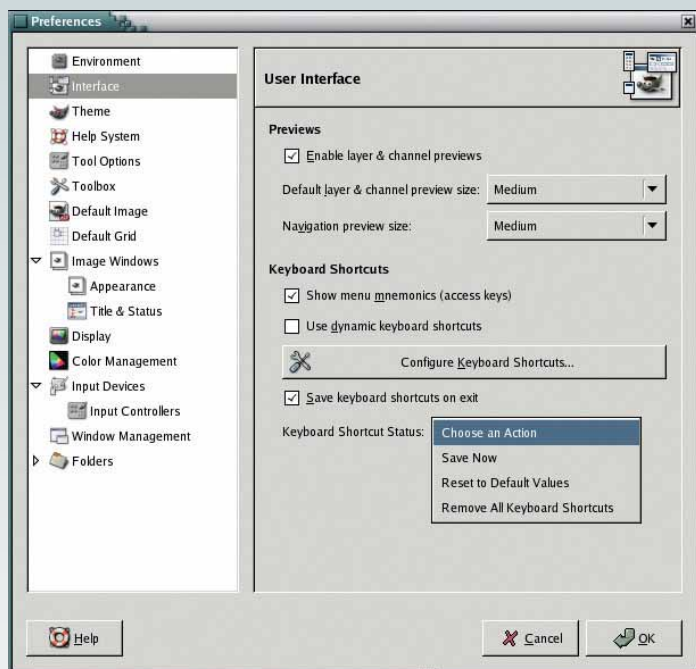 Preferences
Environment
Interface
Theme
Help System
Tool Options
Toolbox
Default Image
Default Grid
Image Windows
Appearance
Title & Status
Display
Color Management
Input Devices
Input Controllers
Window Management
Folders
User Interface
Previews
Enable layer & channel previews
Default layer & channel preview size: Medium
Navigation preview size: Medium
Keyboard Shortcuts
Show menu mnemonics (access keys)
Use dynamic keyboard shortcuts
Configure Keyboard Shortcuts...
Save keyboard shortcuts on exit
Keyboard Shortcut Status: Choose an Action
Save Now
Reset to Default Values
Remove All Keyboard Shortcuts
Help
Cancel
OK